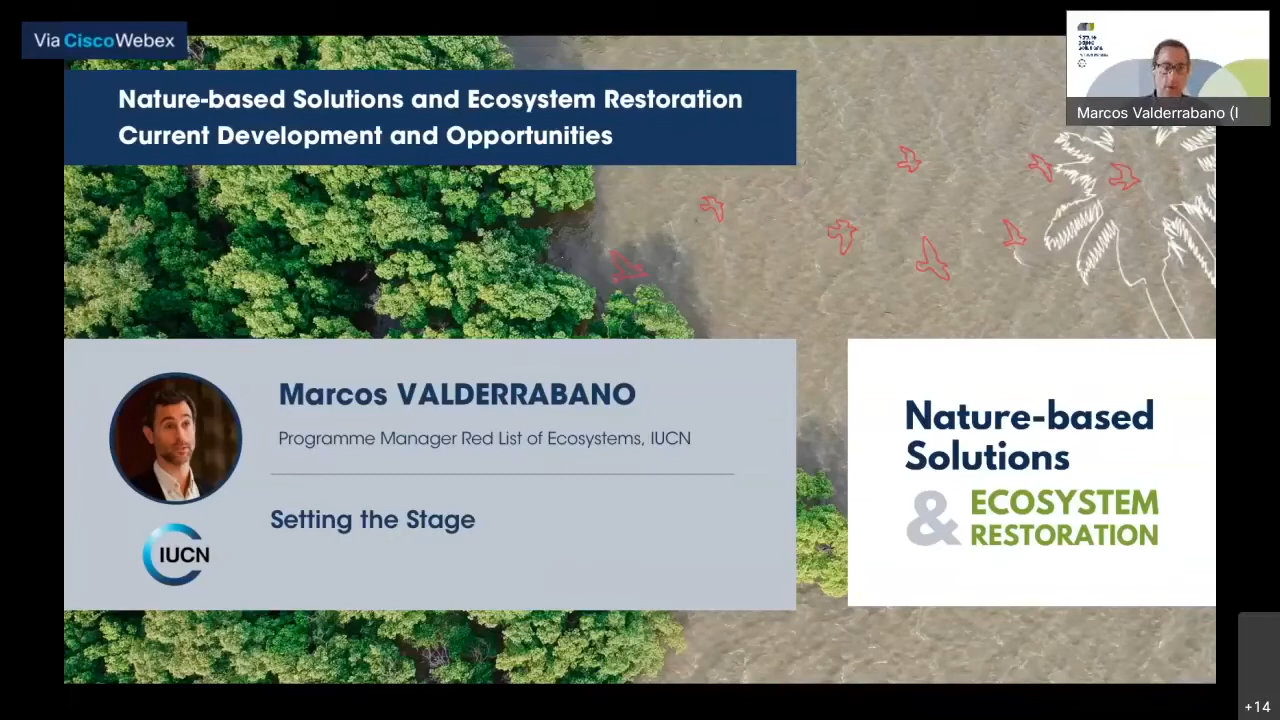 Via CiscoWebex
Nature-based Solutions and Ecosystem Restoration
Current Development and Opportunities
Marcos Valderrabano (I
Marcos VALDERRABANO
Programme Manager Red List of Ecosystems, IUCN
Setting the Stage
IUCN
Nature-based
Solutions
& ECOSYSTEM
RESTORATION
+14